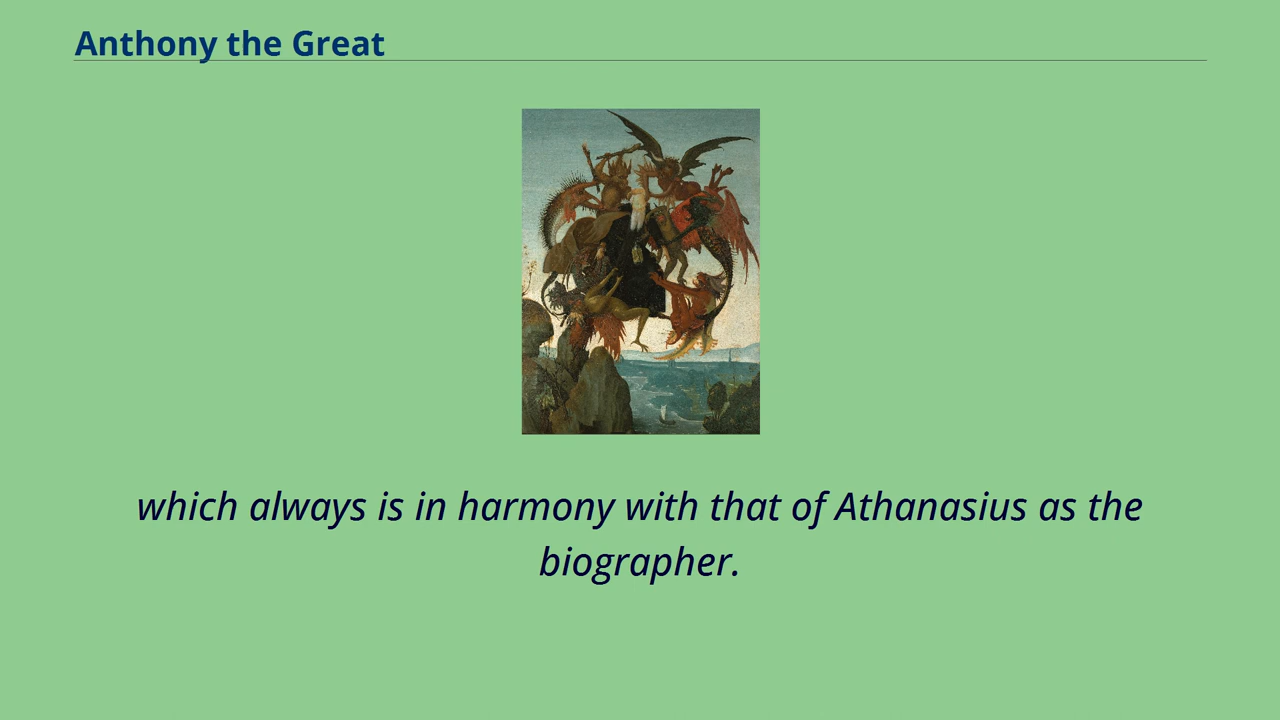 Anthony the Great
which always is in harmony with that of Athanasius as the
biographer.